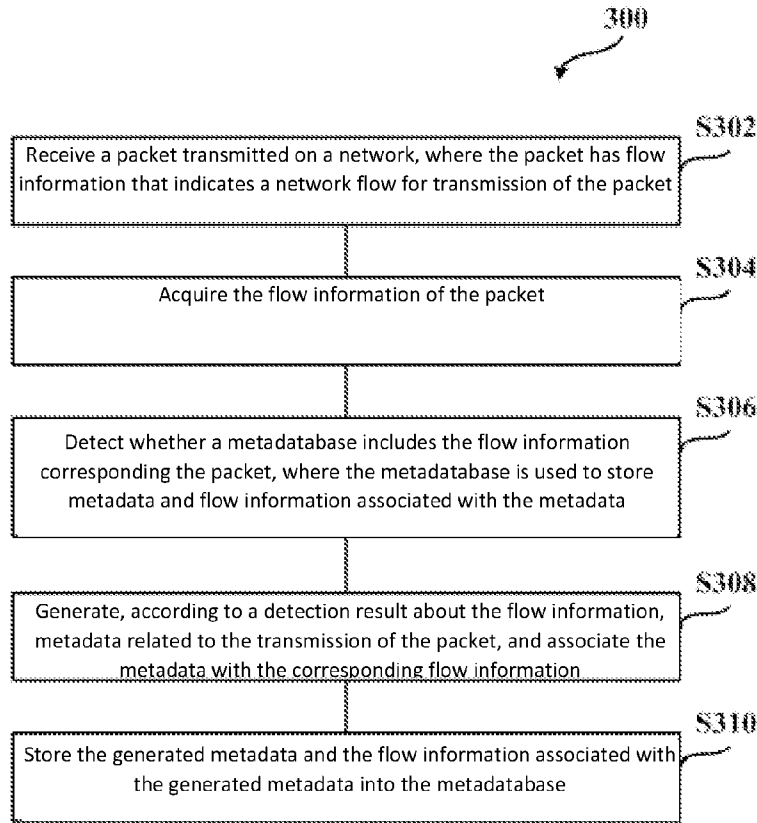 300
S302
Receive a packet transmitted on a network, where the packet has flow
information that indicates a network flow for transmission of the packet
S304
Acquire the flow information of the packet
S306
Detect whether a metadatabase includes the flow information
corresponding the packet, where the metadatabase is used to store
metadata and flow information associated with the metadata
S308
Generate, according to a detection result about the flow information,
metadata related to the transmission of the packet, and associate the
metadata with the corresponding flow information
S310
Store the generated metadata and the flow information associated with
the generated metadata into the metadatabase